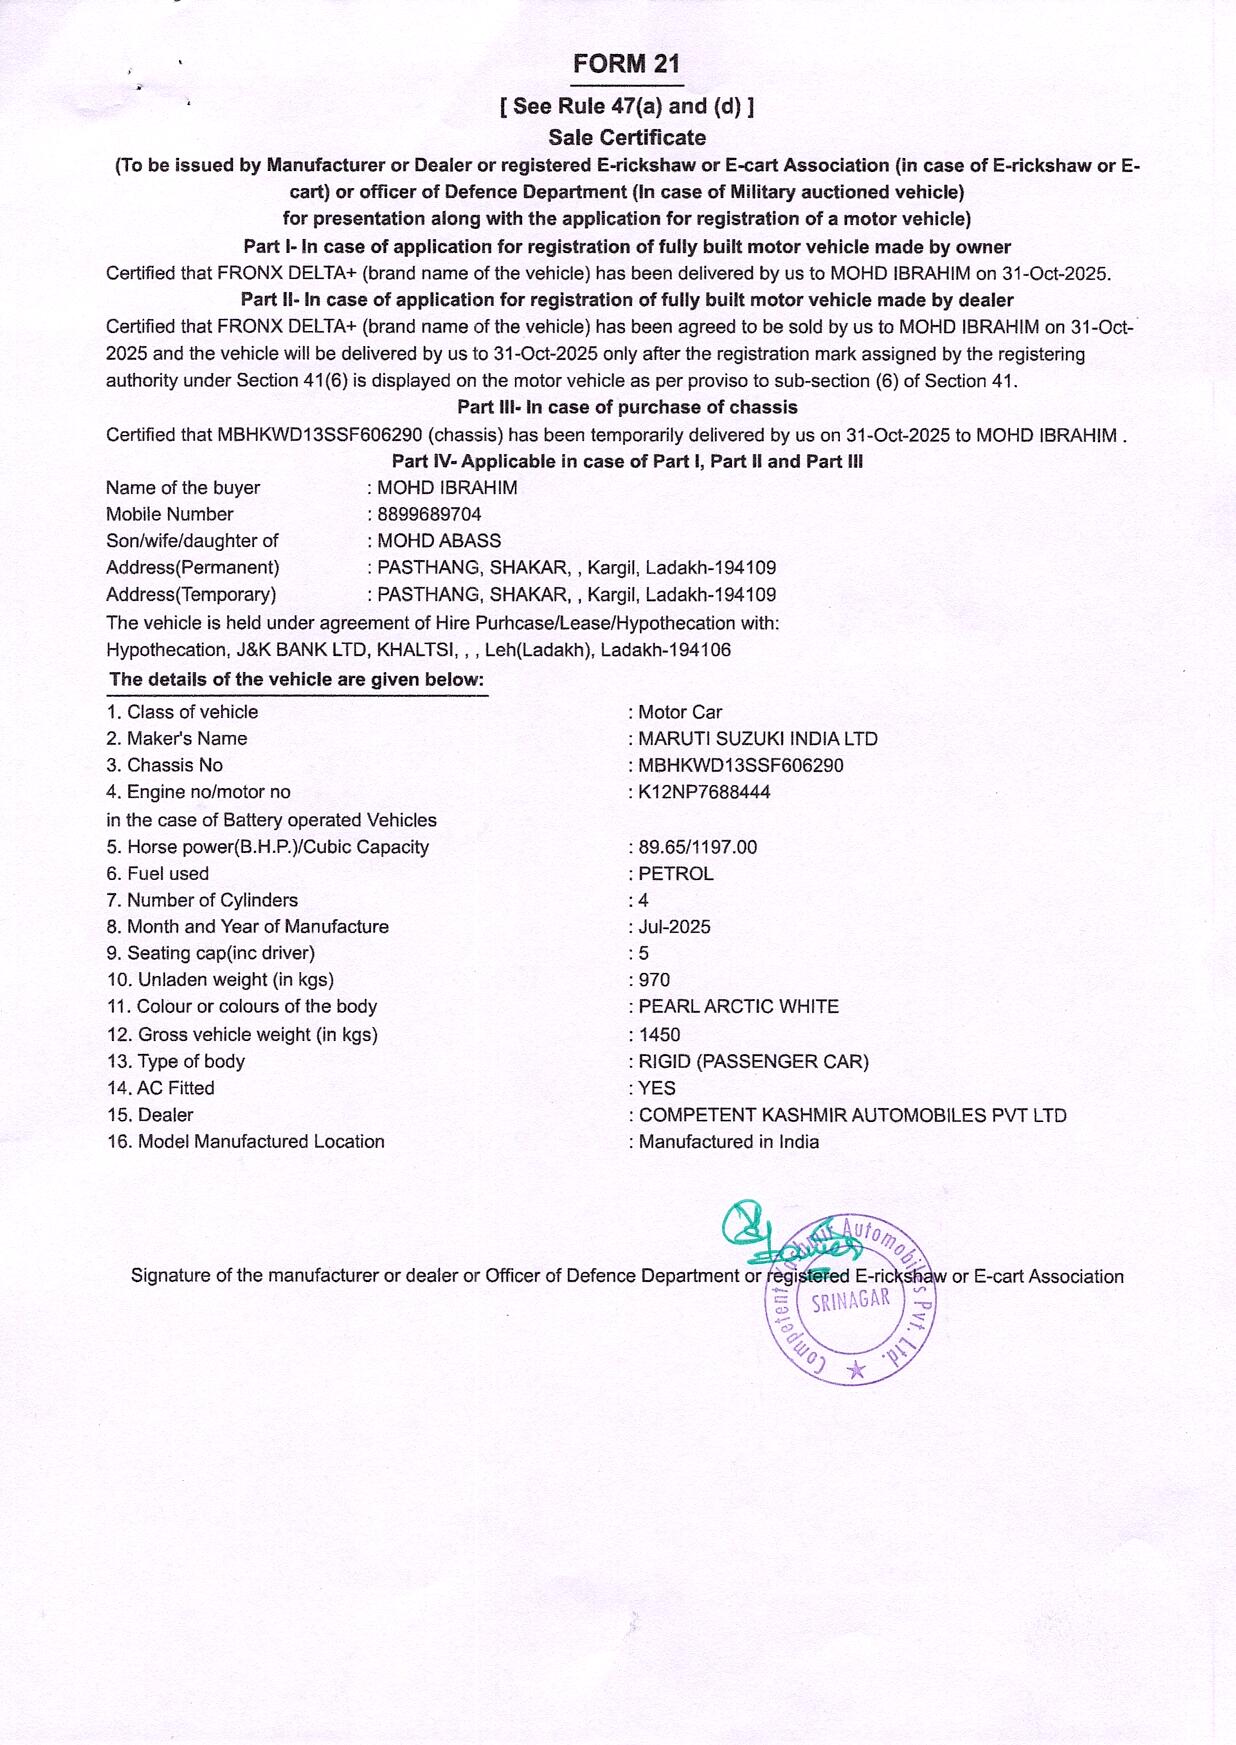 FORM 21
[ See Rule 47(a) and (d) ]
Sale Certificate
(To be issued by Manufacturer or Dealer or registered E-rickshaw or E-cart Association (in case of E-rickshaw or E-
cart) or officer of Defence Department (In case of Military auctioned vehicle)
for presentation along with the application for registration of a motor vehicle)
Part I- In case of application for registration of fully built motor vehicle made by owner
Certified that FRONX DELTA+ (brand name of the vehicle) has been delivered by us to MOHD IBRAHIM on 31-Oct-2025.
Part II- In case of application for registration of fully built motor vehicle made by dealer
Certified that FRONX DELTA+ (brand name of the vehicle) has been agreed to be sold by us to MOHD IBRAHIM on 31-Oct-
2025 and the vehicle will be delivered by us to 31-Oct-2025 only after the registration mark assigned by the registering
authority under Section 41(6) is displayed on the motor vehicle as per proviso to sub-section (6) of Section 41.
Part III- In case of purchase of chassis
Certified that MBHKWD13SSF606290 (chassis) has been temporarily delivered by us on 31-Oct-2025 to MOHD IBRAHIM .
Part IV- Applicable in case of Part I, Part II and Part III
Name of the buyer : MOHD IBRAHIM
Mobile Number : 8899689704
Son/wife/daughter of : MOHD ABASS
Address(Permanent) : PASTHANG, SHAKAR, , Kargil, Ladakh-194109
Address(Temporary) : PASTHANG, SHAKAR, , Kargil, Ladakh-194109
The vehicle is held under agreement of Hire Purhcase/Lease/Hypothecation with:
Hypothecation, J&K BANK LTD, KHALTSI, , , Leh(Ladakh), Ladakh-194106
The details of the vehicle are given below:
1. Class of vehicle : Motor Car
2. Maker's Name : MARUTI SUZUKI INDIA LTD
3. Chassis No : MBHKWD13SSF606290
4. Engine no/motor no : K12NP7688444
in the case of Battery operated Vehicles
5. Horse power(B.H.P.)/Cubic Capacity : 89.65/1197.00
6. Fuel used : PETROL
7. Number of Cylinders : 4
8. Month and Year of Manufacture : Jul-2025
9. Seating cap(inc driver) : 5
10. Unladen weight (in kgs) : 970
11. Colour or colours of the body : PEARL ARCTIC WHITE
12. Gross vehicle weight (in kgs) : 1450
13. Type of body : RIGID (PASSENGER CAR)
14. AC Fitted : YES
15. Dealer : COMPETENT KASHMIR AUTOMOBILES PVT LTD
16. Model Manufactured Location : Manufactured in India
Signature of the manufacturer or dealer or Officer of Defence Department or registered E-rickshaw or E-cart Association
Competent Kashmir Automobiles Pvt. Ltd.
SRINAGAR